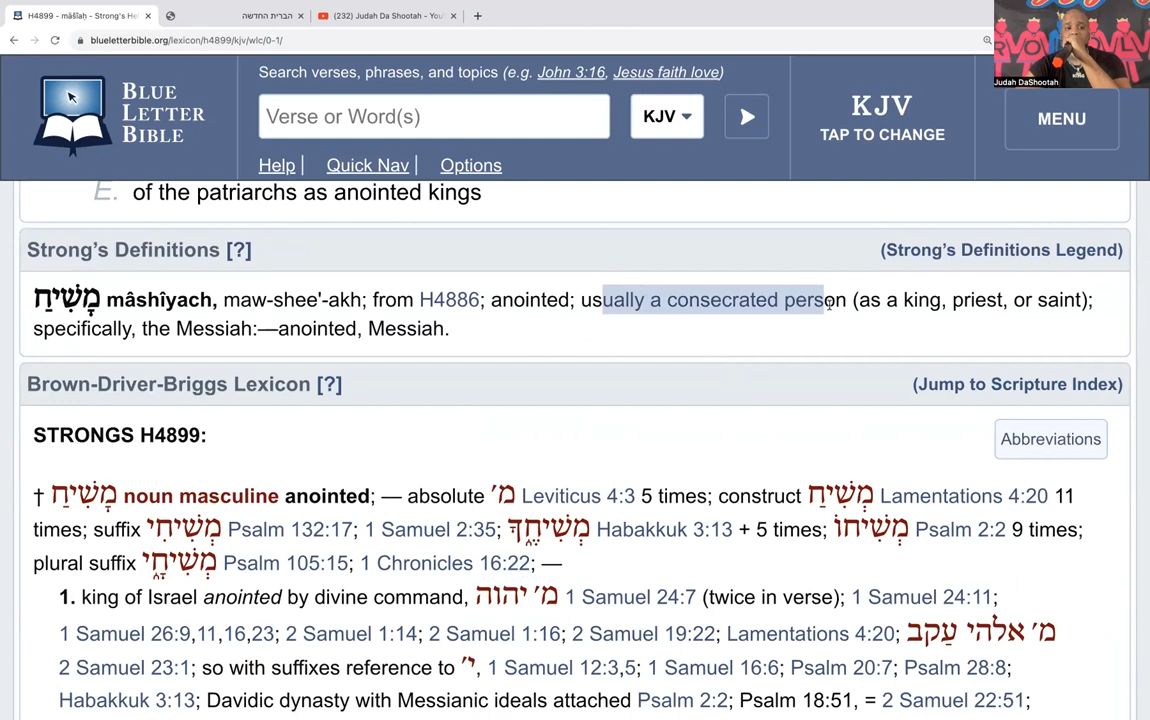 H4899 - māšîaḥ - Strong's He
הברית החדשה
(232) Judah Da Shootah - You
blueletterbible.org/lexicon/h4899/kjv/wlc/0-1/
Judah DaShootah
BLUE
LETTER
BIBLE
Search verses, phrases, and topics (e.g. John 3:16, Jesus faith love)
Verse or Word(s)
KJV
KJV
TAP TO CHANGE
MENU
Help | Quick Nav | Options
E. of the patriarchs as anointed kings
Strong's Definitions [?] (Strong's Definitions Legend)
מָשִׁיחַ mâshîyach, maw-shee'-akh; from H4886; anointed; usually a consecrated person (as a king, priest, or saint);
specifically, the Messiah:—anointed, Messiah.
Brown-Driver-Briggs Lexicon [?] (Jump to Scripture Index)
STRONGS H4899:
Abbreviations
† מָשִׁיחַ noun masculine anointed; — absolute מ׳ Leviticus 4:3 5 times; construct מְשִׁיחַ Lamentations 4:20 11
times; suffix מְשִׁיחִי Psalm 132:17; 1 Samuel 2:35; מְשִׁיחֶ֑ךָ Habakkuk 3:13 + 5 times; מְשִׁיחוֹ Psalm 2:2 9 times;
plural suffix מְשִׁיחָ֑י Psalm 105:15; 1 Chronicles 16:22; —
1. king of Israel anointed by divine command, מ׳ יהוה 1 Samuel 24:7 (twice in verse); 1 Samuel 24:11;
1 Samuel 26:9,11,16,23; 2 Samuel 1:14; 2 Samuel 1:16; 2 Samuel 19:22; Lamentations 4:20; מ׳ אלהי יַעֲקֹב
2 Samuel 23:1; so with suffixes reference to י׳, 1 Samuel 12:3,5; 1 Samuel 16:6; Psalm 20:7; Psalm 28:8;
Habakkuk 3:13; Davidic dynasty with Messianic ideals attached Psalm 2:2; Psalm 18:51, = 2 Samuel 22:51;